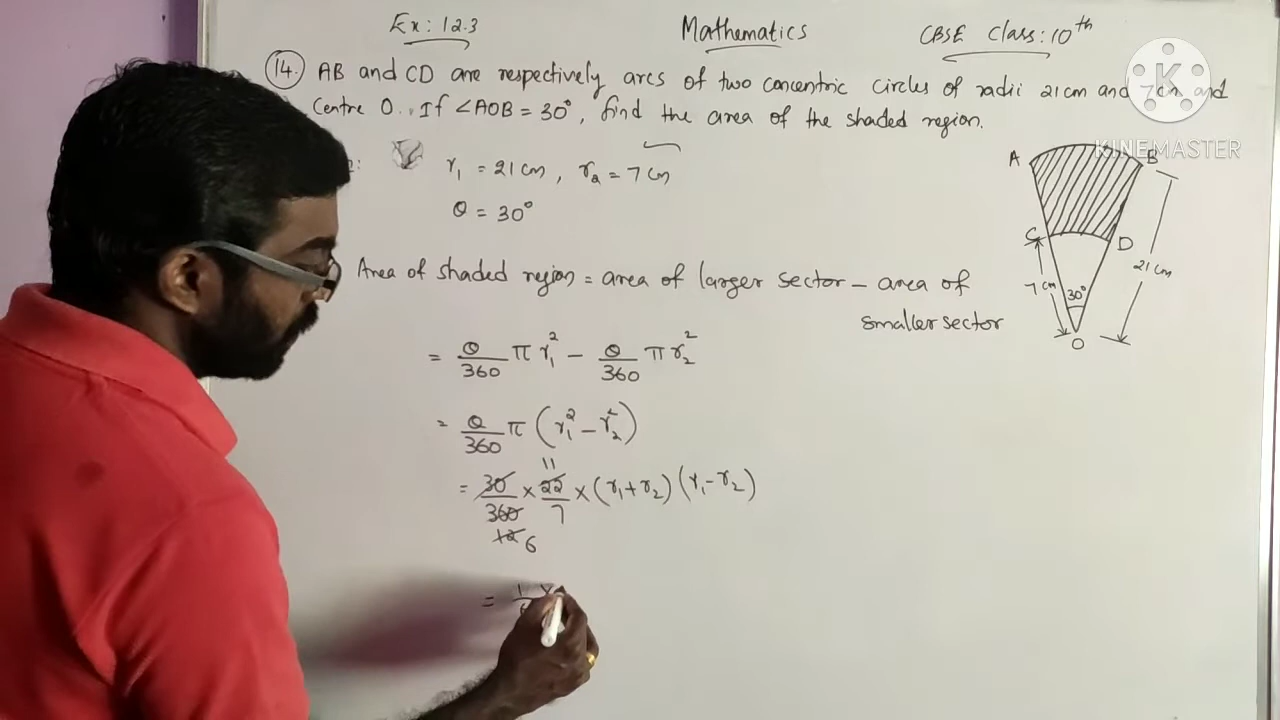 Ex: 12.3 Mathematics CBSE Class: 10th
14. AB and CD are respectively arcs of two concentric circles of radii 21 cm and 7 cm and
Centre O.. If ∠AOB = 30°, find the area of the shaded region.
KINEMASTER
r₁ = 21 cm, r₂ = 7 cm
θ = 30°
Area of shaded region = area of larger sector − area of
smaller sector
= θ/360 π r₁² − θ/360 π r₂²
= θ/360 π (r₁² − r₂²)
= 30/360 × 22/7 × (r₁ + r₂) (r₁ − r₂)
11
12 6
=
A B
C D
7 cm 21 cm
30°
O